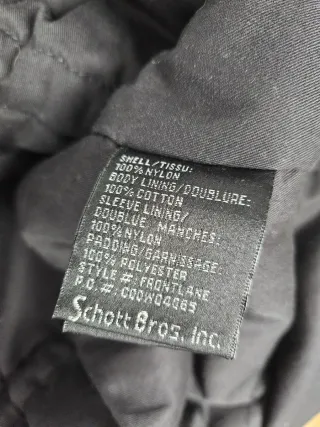 SHELL/TISSU:
100% NYLON
BODY LINING/DOUBLURE:
100% COTTON
SLEEVE LINING/
DOUBLUE MANCHES:
100% NYLON
PADDING/GARNISSAGE:
100% POLYESTER
STYLE #: FRONTLANE
P.O. #: COOWO4065
Schott Bros. Inc.